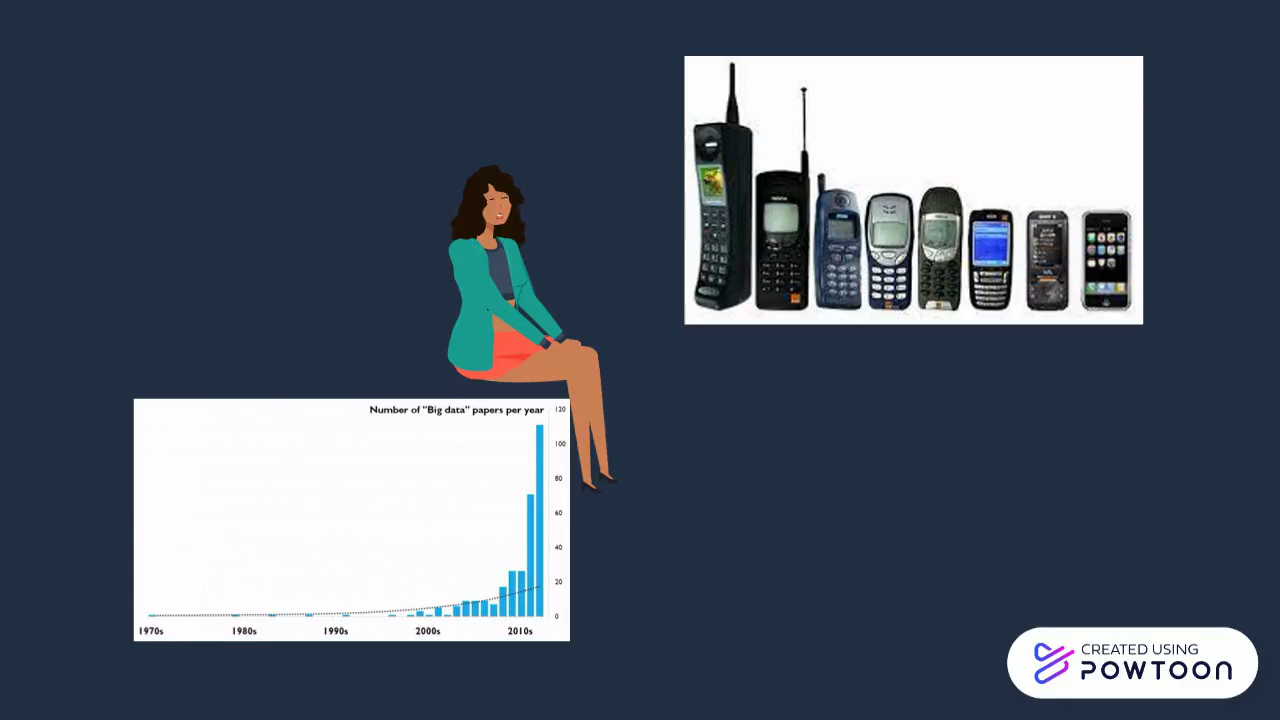 Number of "Big data" papers per year
120
100
80
60
40
20
0
1970s 1980s 1990s 2000s 2010s
CREATED USING
POWTOON